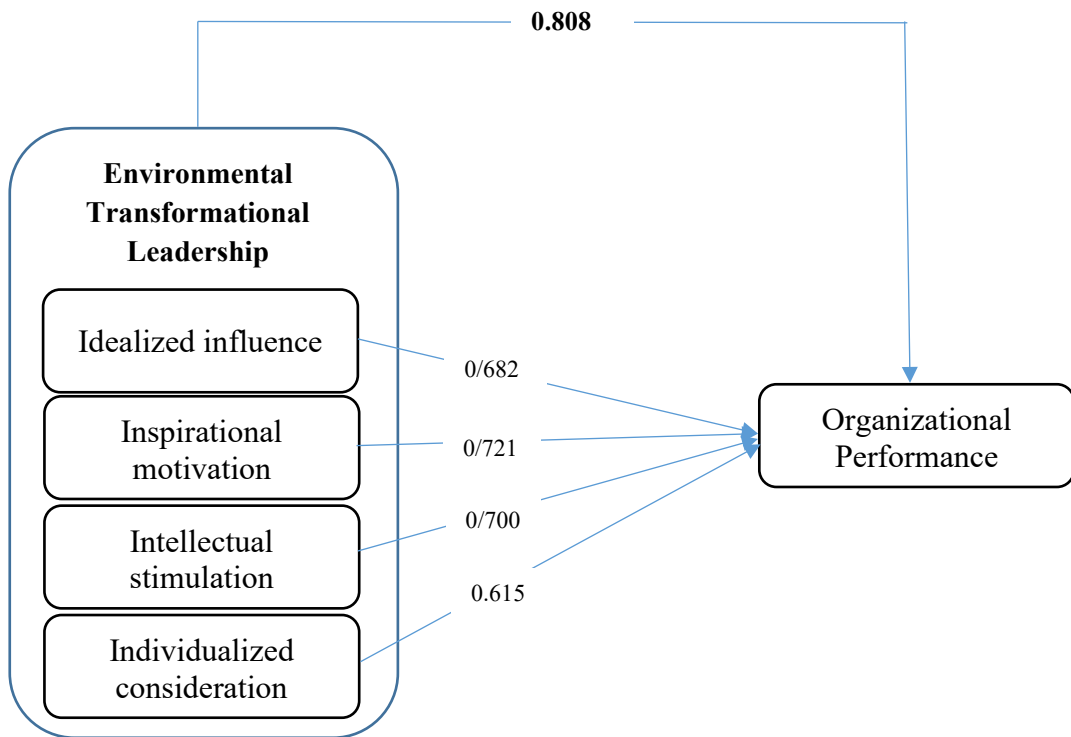 0.808
Environmental
Transformational
Leadership
Idealized influence
0/682
Inspirational
motivation
0/721
Organizational
Performance
Intellectual
stimulation
0/700
0.615
Individualized
consideration